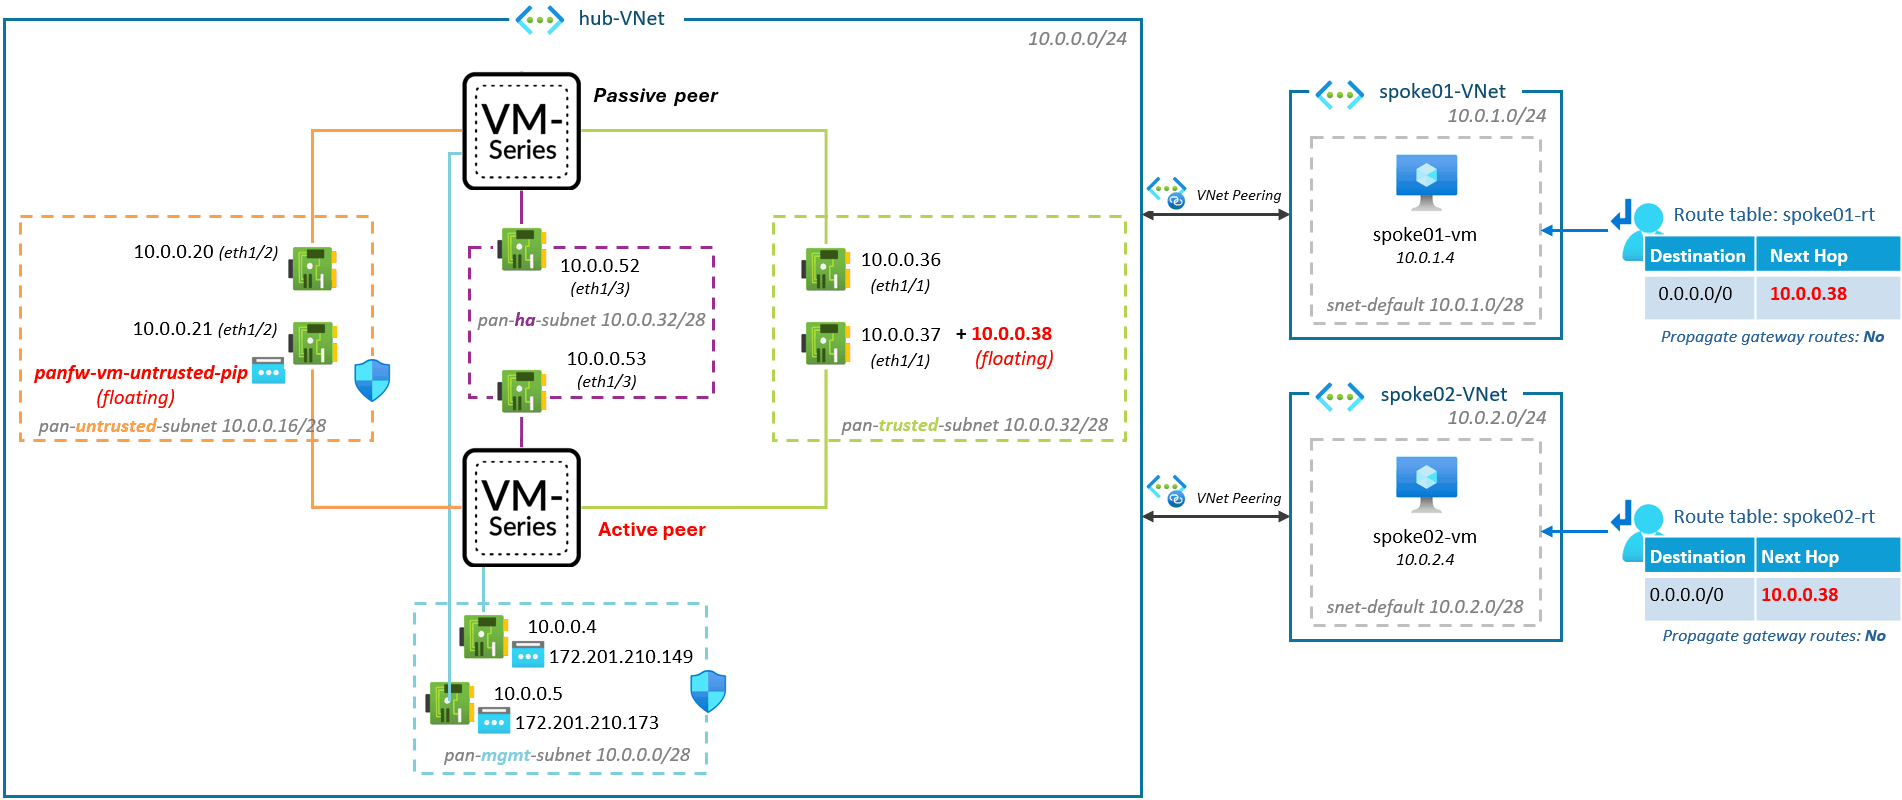 hub-VNet
10.0.0.0/24
VM-
Series
Passive peer
10.0.0.20 (eth1/2)
10.0.0.21 (eth1/2)
panfw-vm-untrusted-pip
(floating)
pan-untrusted-subnet 10.0.0.16/28
10.0.0.52
(eth1/3)
pan-ha-subnet 10.0.0.32/28
10.0.0.53
(eth1/3)
10.0.0.36
(eth1/1)
10.0.0.37 + 10.0.0.38
(eth1/1) (floating)
pan-trusted-subnet 10.0.0.32/28
VM-
Series
Active peer
10.0.0.4
172.201.210.149
10.0.0.5
172.201.210.173
pan-mgmt-subnet 10.0.0.0/28
VNet Peering
spoke01-VNet
10.0.1.0/24
spoke01-vm
10.0.1.4
snet-default 10.0.1.0/28
Route table: spoke01-rt
Destination Next Hop
0.0.0.0/0 10.0.0.38
Propagate gateway routes: No
VNet Peering
spoke02-VNet
10.0.2.0/24
spoke02-vm
10.0.2.4
snet-default 10.0.2.0/28
Route table: spoke02-rt
Destination Next Hop
0.0.0.0/0 10.0.0.38
Propagate gateway routes: No